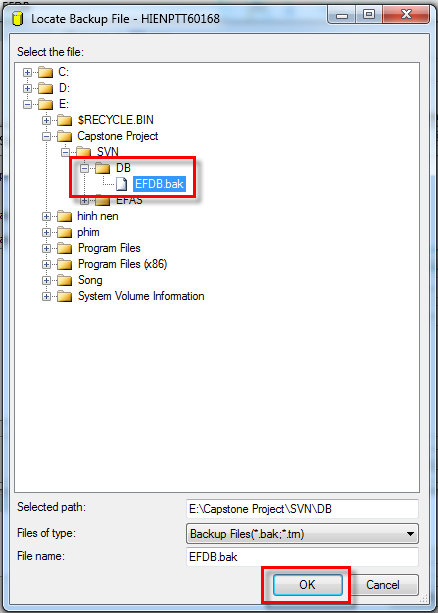 Locate Backup File - HIENPTT60168
Select the file:
C:
D:
E:
$RECYCLE.BIN
Capstone Project
SVN
DB
EFDB.bak
EFAS
hinh nen
phim
Program Files
Program Files (x86)
Song
System Volume Information
Selected path: E:\Capstone Project\SVN\DB
Files of type: Backup Files(*.bak;*.trn)
File name: EFDB.bak
OK Cancel